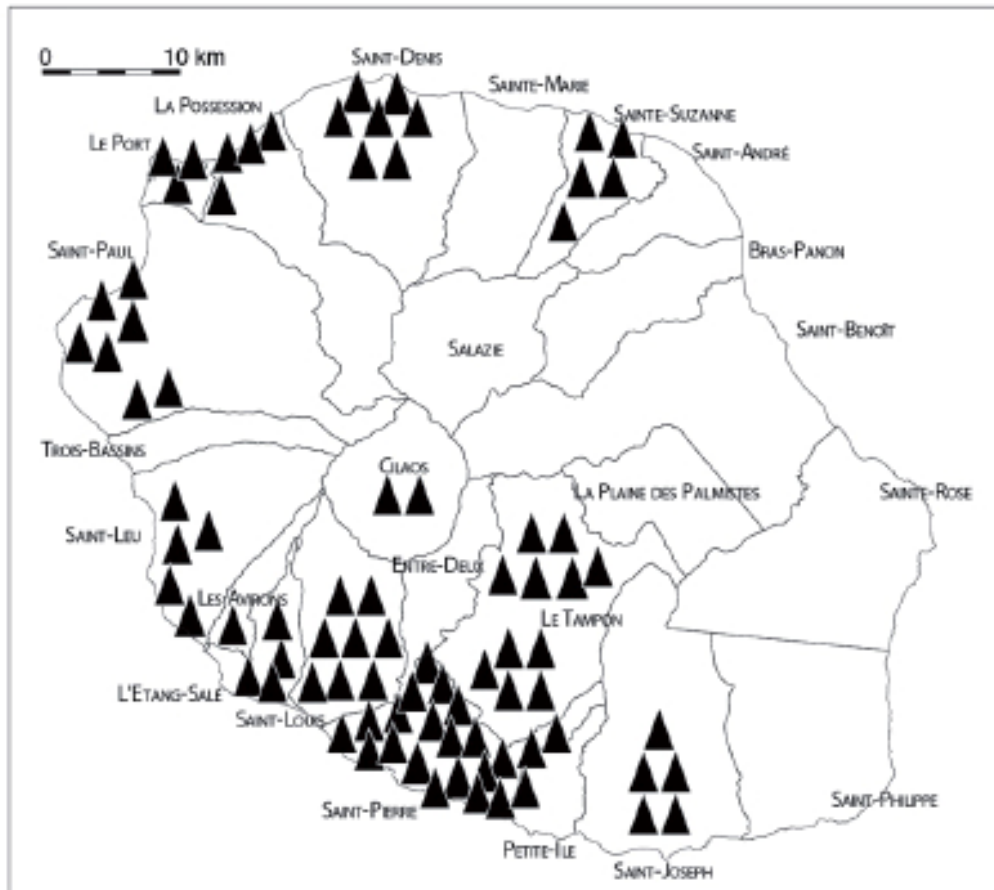 0 10 km
SAINT-DENIS
SAINTE-MARIE
LA POSSESSION
SAINTE-SUZANNE
LE PORT
SAINT-ANDRÉ
SAINT-PAUL
BRAS-PANON
SAINT-BENOÎT
SALAZIE
TROIS-BASSINS
CILAOS
LA PLAINE DES PALMISTES
SAINTE-ROSE
SAINT-LEU
ENTRE-DEUX
LES AVIRONS
LE TAMPON
L'ETANG-SALE
SAINT-LOUIS
SAINT-PIERRE
SAINT-PHILIPPE
PETITE-ILE
SAINT-JOSEPH